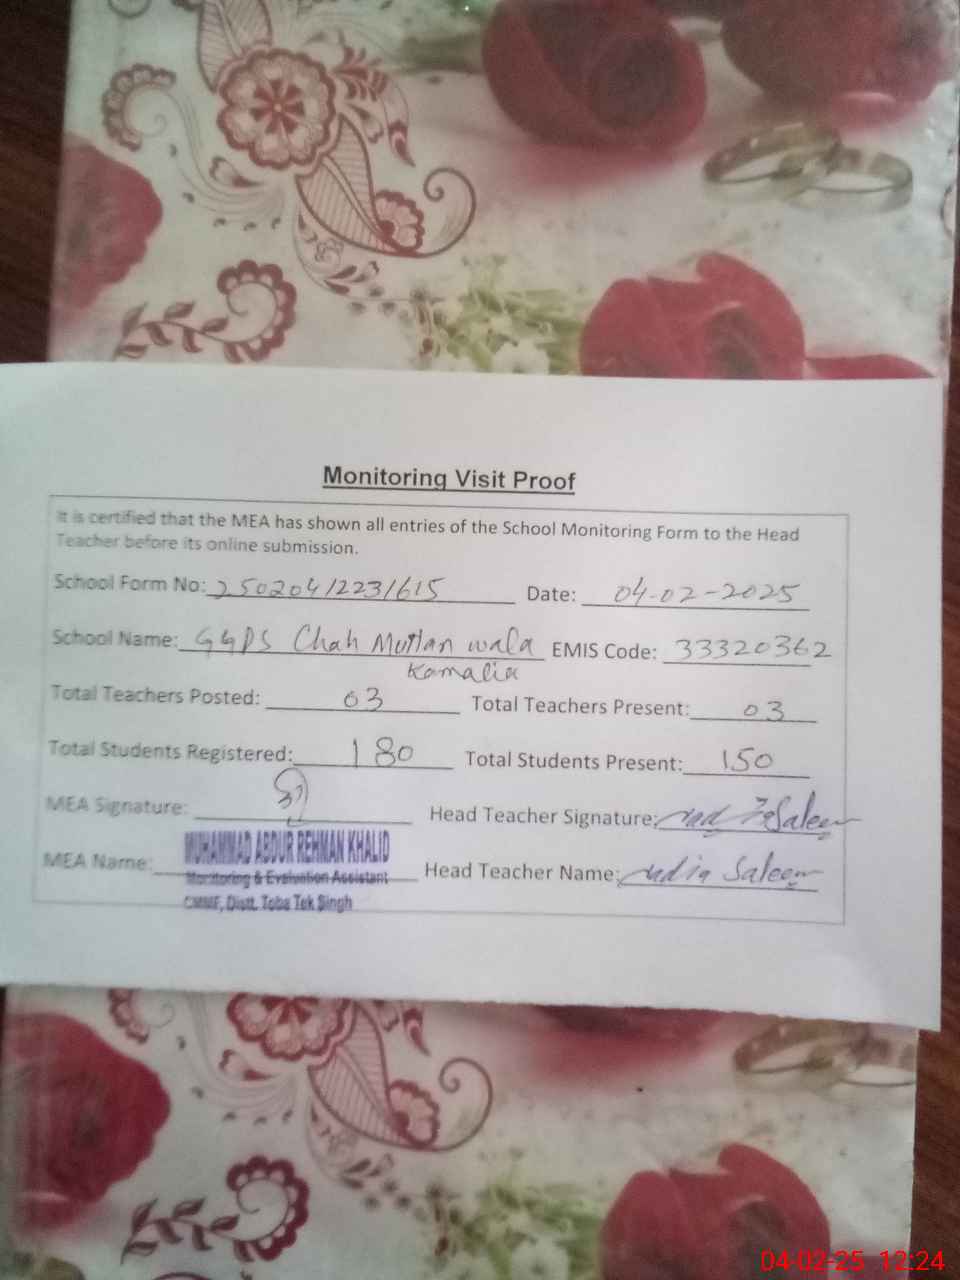 Monitoring Visit Proof
It is certified that the MEA has shown all entries of the School Monitoring Form to the Head
Teacher before its online submission.
School Form No: 25020412231615 Date: 04-02-2025
School Name: GGPS Chah Multan wala EMIS Code: 33320362
Kamalia
Total Teachers Posted: 03 Total Teachers Present: 03
Total Students Registered: 180 Total Students Present: 150
MEA Signature: Head Teacher Signature: Saleem
MEA Name: MUHAMMAD ABDUR REHMAN KHALID Head Teacher Name: Nadia Saleem
Monitoring & Evaluation Assistant
CMMF, Distt. Toba Tek Singh
04-02-25 12:24